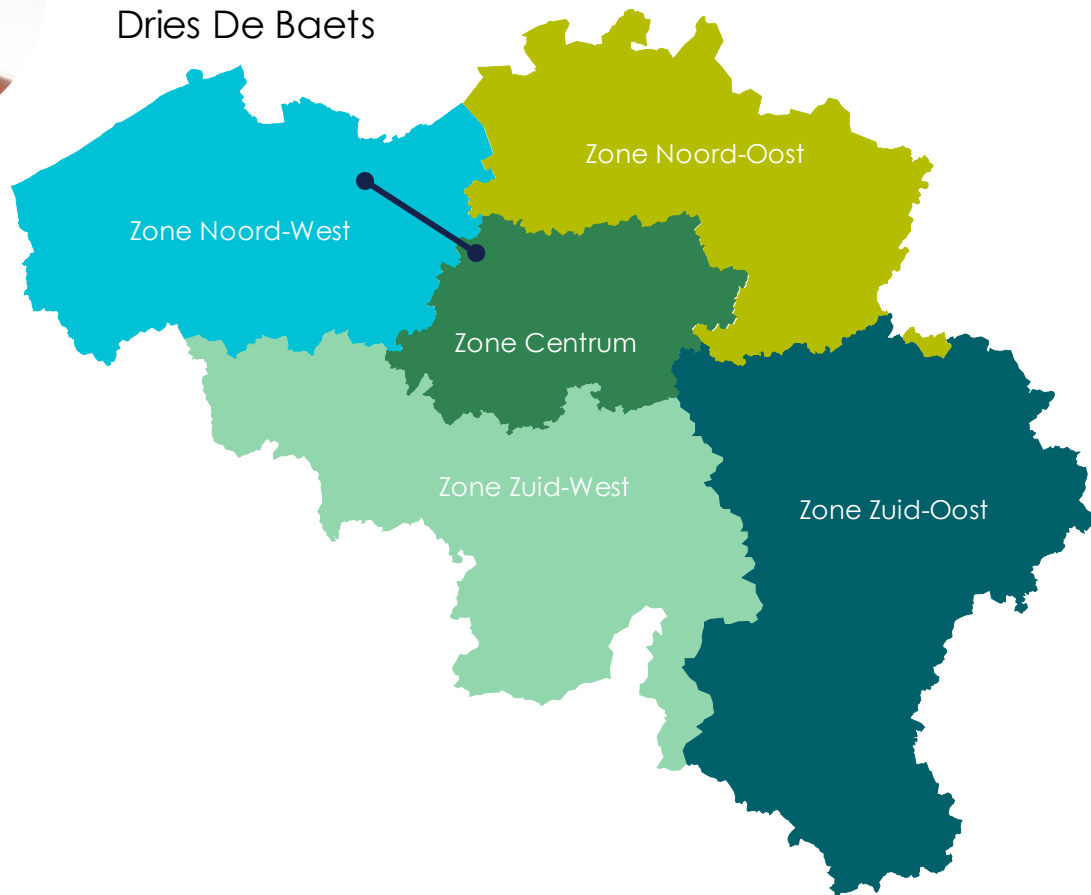 Dries De Baets
Zone Noord-Oost
Zone Noord-West
Zone Centrum
Zone Zuid-West
Zone Zuid-Oost